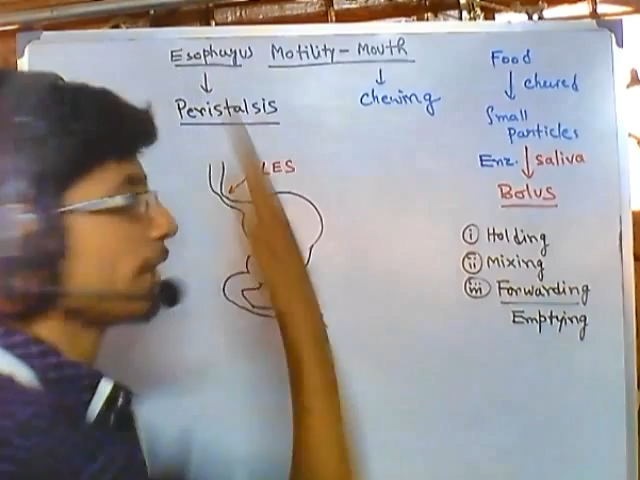 Esophagus Motility - Mouth
Peristalsis
Chewing
LES
Food
chewed
Small
Particles
Enz. saliva
Bolus
(i) Holding
(ii) Mixing
(iii) Forwarding
Emptying